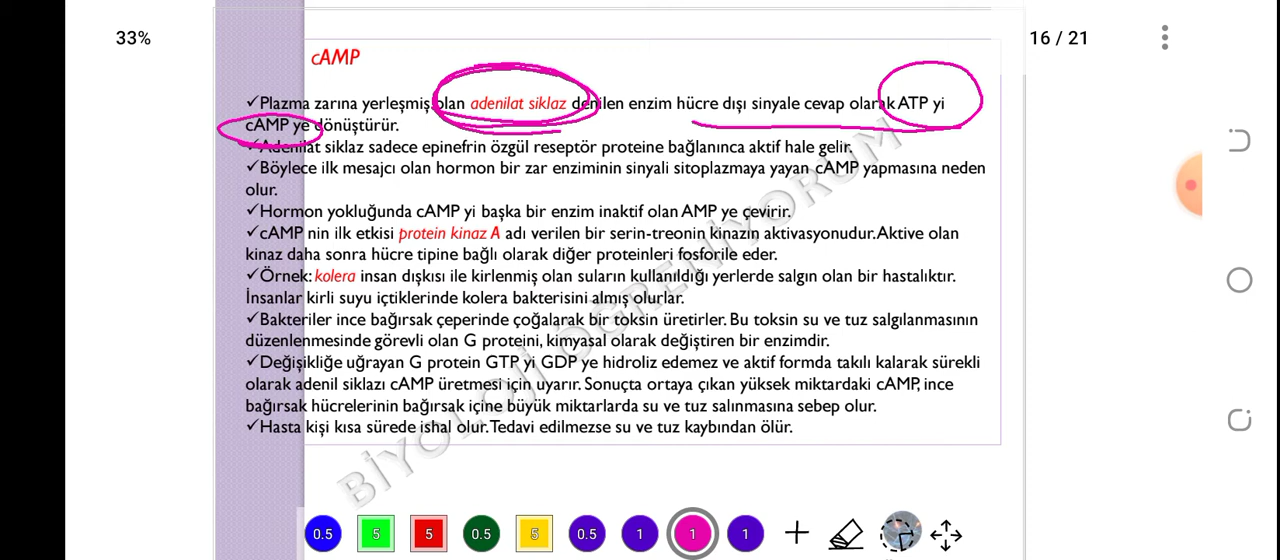 33%
16 / 21
cAMP
✓Plazma zarına yerleşmiş olan adenilat siklaz denilen enzim hücre dışı sinyale cevap olarak ATP yi
cAMP ye dönüştürür.
✓Adenilat siklaz sadece epinefrin özgül reseptör proteine bağlanınca aktif hale gelir.
✓Böylece ilk mesajcı olan hormon bir zar enziminin sinyali sitoplazmaya yayan cAMP yapmasına neden
olur.
✓Hormon yokluğunda cAMP yi başka bir enzim inaktif olan AMP ye çevirir.
✓cAMP nin ilk etkisi protein kinaz A adı verilen bir serin-treonin kinazın aktivasyonudur.Aktive olan
kinaz daha sonra hücre tipine bağlı olarak diğer proteinleri fosforile eder.
✓Örnek: kolera insan dışkısı ile kirlenmiş olan suların kullanıldığı yerlerde salgın olan bir hastalıktır.
İnsanlar kirli suyu içtiklerinde kolera bakterisini almış olurlar.
✓Bakteriler ince bağırsak çeperinde çoğalarak bir toksin üretirler. Bu toksin su ve tuz salgılanmasının
düzenlenmesinde görevli olan G proteini, kimyasal olarak değiştiren bir enzimdir.
✓Değişikliğe uğrayan G protein GTP yi GDP ye hidroliz edemez ve aktif formda takılı kalarak sürekli
olarak adenil siklazı cAMP üretmesi için uyarır. Sonuçta ortaya çıkan yüksek miktardaki cAMP, ince
bağırsak hücrelerinin bağırsak içine büyük miktarlarda su ve tuz salınmasına sebep olur.
✓Hasta kişi kısa sürede ishal olur.Tedavi edilmezse su ve tuz kaybından ölür.
BİYOLOJİ ÖĞRENİYORUM
0.5 5 5 0.5 5 0.5 1 1 1